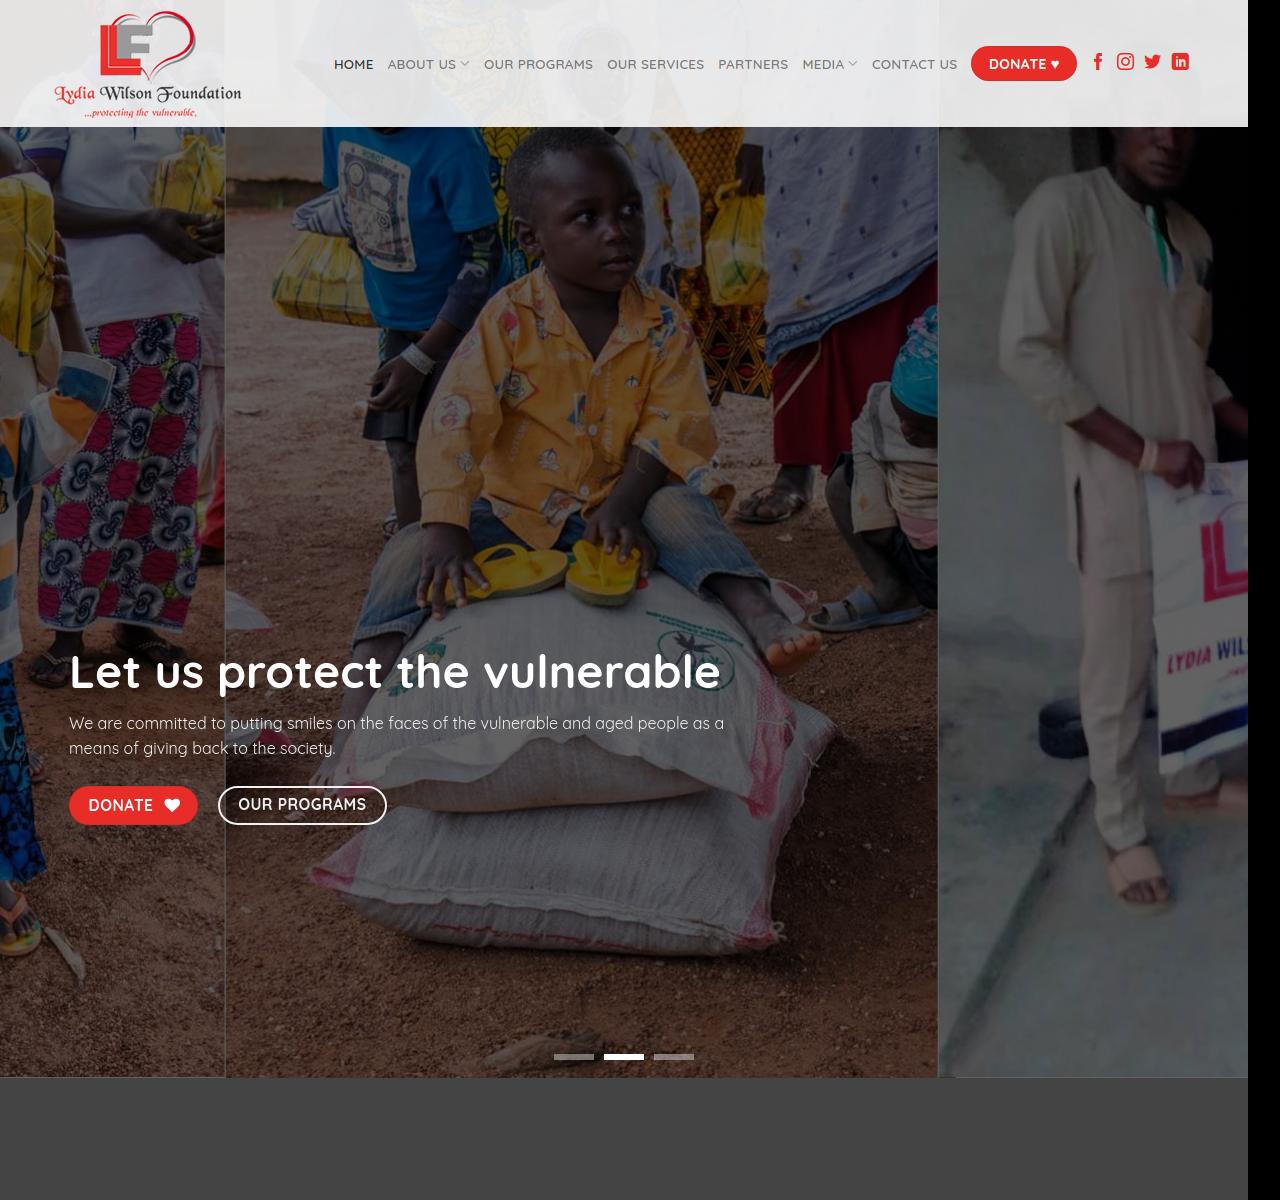 LF
Lydia Wilson Foundation
...protecting the vulnerable.
HOME ABOUT US OUR PROGRAMS OUR SERVICES PARTNERS MEDIA CONTACT US DONATE ♥
ROBOT
LYDIA WIL
Let us protect the vulnerable
We are committed to putting smiles on the faces of the vulnerable and aged people as a
means of giving back to the society.
DONATE OUR PROGRAMS